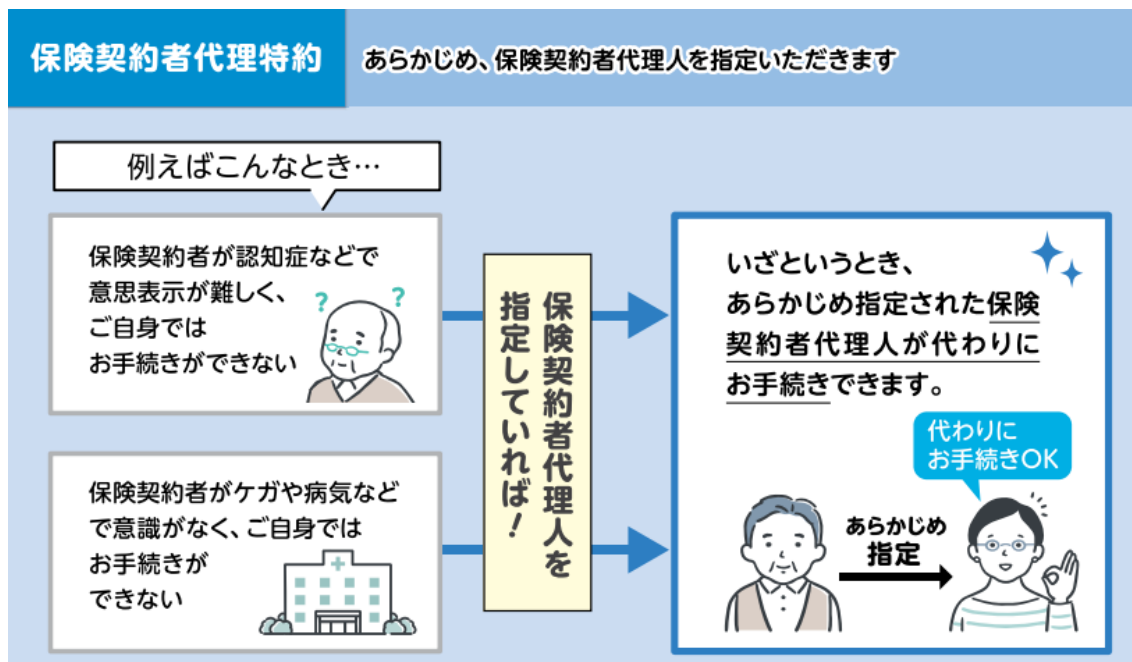 保険契約者代理特約
あらかじめ、保険契約者代理人を指定いただきます
例えばこんなとき…
保険契約者が認知症などで
意思表示が難しく、
ご自身では
お手続きができない
?
?
保険契約者がケガや病気など
で意識がなく、ご自身では
お手続きが
できない
保険契約者代理人を
指定していれば！
いざというとき、
あらかじめ指定された保険
契約者代理人が代わりに
お手続きできます。
代わりに
お手続きOK
あらかじめ
指定